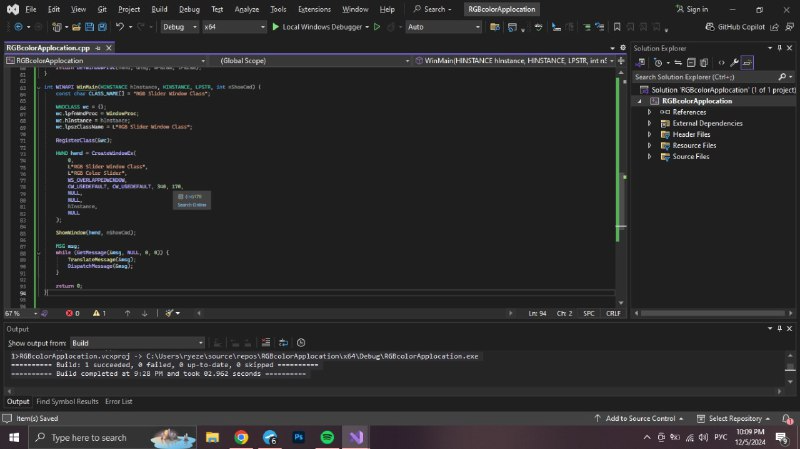 File Edit View Git Project Build Debug Test Analyze Tools Extensions Window Help Search RGBcolorApplocation Sign in
Debug x64 Local Windows Debugger Auto GitHub Copilot
RGBcolorApplocation.cpp Solution Explorer
RGBcolorApplocation (Global Scope) WinMain(HINSTANCE hInstance, HINSTANCE, LPSTR, int nS
Search Solution Explorer (Ctrl+;)
Solution 'RGBcolorApplocation' (1 of 1 project)
RGBcolorApplocation
References
External Dependencies
Header Files
Resource Files
Source Files
int WINAPI WinMain(HINSTANCE hInstance, HINSTANCE, LPSTR, int nShowCmd) {
const char CLASS_NAME[] = "RGB Slider Window Class";
WNDCLASS wc = {};
wc.lpfnWndProc = WindowProc;
wc.hInstance = hInstance;
wc.lpszClassName = L"RGB Slider Window Class";
RegisterClass(&wc);
HWND hwnd = CreateWindowEx(
0,
L"RGB Slider Window Class",
L"RGB Color Slider",
WS_OVERLAPPEDWINDOW,
CW_USEDEFAULT, CW_USEDEFAULT, 340, 170,
NULL,
NULL,
hInstance,
NULL
);
Search Online
ShowWindow(hwnd, nShowCmd);
MSG msg;
while (GetMessage(&msg, NULL, 0, 0)) {
TranslateMessage(&msg);
DispatchMessage(&msg);
}
return 0;
}
67 % 0 1 Ln: 94 Ch: 2 SPC CRLF
Output
Show output from: Build
1>RGBcolorApplocation.vcxproj -> C:\Users\ryeze\source\repos\RGBcolorApplocation\x64\Debug\RGBcolorApplocation.exe
========== Build: 1 succeeded, 0 failed, 0 up-to-date, 0 skipped ==========
========== Build completed at 9:28 PM and took 02.962 seconds ==========
Output Find Symbol Results Error List
Item(s) Saved Add to Source Control Select Repository
Type here to search РУС 10:09 PM
12/5/2024